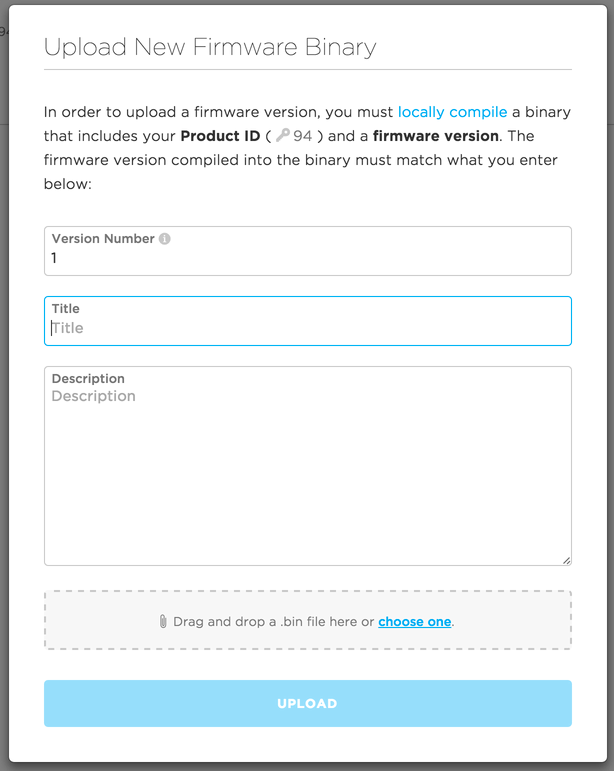 94
Upload New Firmware Binary
In order to upload a firmware version, you must locally compile a binary
that includes your Product ID ( 94 ) and a firmware version. The
firmware version compiled into the binary must match what you enter
below:
Version Number
1
Title
Title
Description
Description
Drag and drop a .bin file here or choose one.
UPLOAD